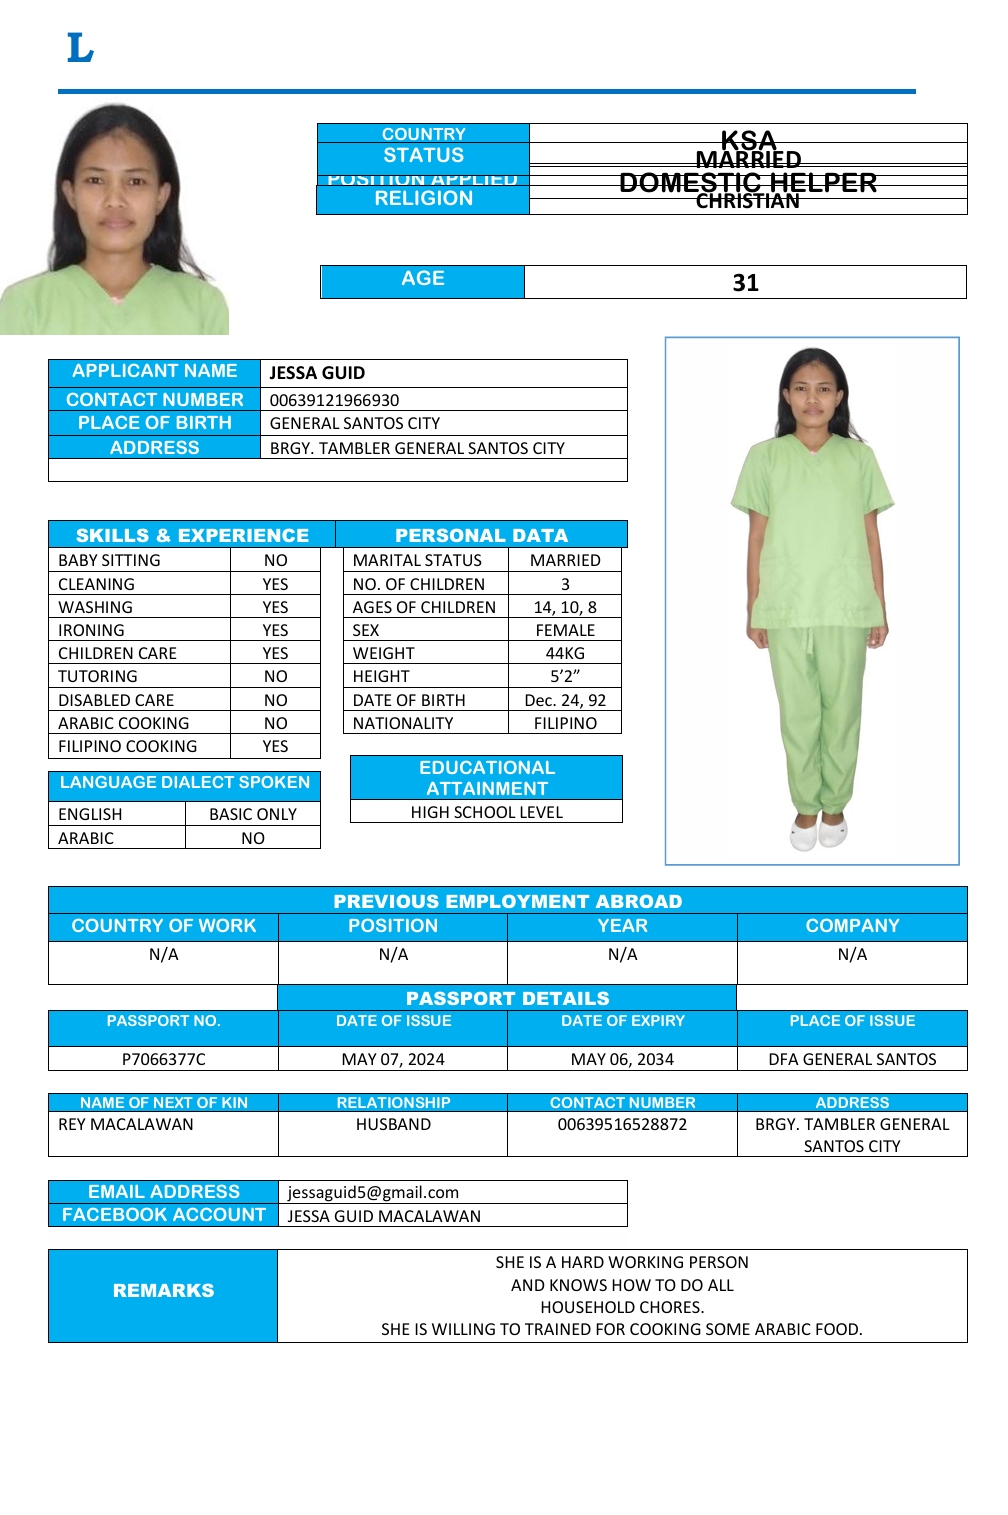 L
COUNTRY KSA
STATUS MARRIED
POSITION APPLIED DOMESTIC HELPER
RELIGION CHRISTIAN
AGE 31
APPLICANT NAME JESSA GUID
CONTACT NUMBER 00639121966930
PLACE OF BIRTH GENERAL SANTOS CITY
ADDRESS BRGY. TAMBLER GENERAL SANTOS CITY
SKILLS & EXPERIENCE PERSONAL DATA
BABY SITTING NO MARITAL STATUS MARRIED
CLEANING YES NO. OF CHILDREN 3
WASHING YES AGES OF CHILDREN 14, 10, 8
IRONING YES SEX FEMALE
CHILDREN CARE YES WEIGHT 44KG
TUTORING NO HEIGHT 5’2”
DISABLED CARE NO DATE OF BIRTH Dec. 24, 92
ARABIC COOKING NO NATIONALITY FILIPINO
FILIPINO COOKING YES
LANGUAGE DIALECT SPOKEN
ENGLISH BASIC ONLY
ARABIC NO
EDUCATIONAL
ATTAINMENT
HIGH SCHOOL LEVEL
PREVIOUS EMPLOYMENT ABROAD
COUNTRY OF WORK POSITION YEAR COMPANY
N/A N/A N/A N/A
PASSPORT DETAILS
PASSPORT NO. DATE OF ISSUE DATE OF EXPIRY PLACE OF ISSUE
P7066377C MAY 07, 2024 MAY 06, 2034 DFA GENERAL SANTOS
NAME OF NEXT OF KIN RELATIONSHIP CONTACT NUMBER ADDRESS
REY MACALAWAN HUSBAND 00639516528872 BRGY. TAMBLER GENERAL
SANTOS CITY
EMAIL ADDRESS jessaguid5@gmail.com
FACEBOOK ACCOUNT JESSA GUID MACALAWAN
REMARKS
SHE IS A HARD WORKING PERSON
AND KNOWS HOW TO DO ALL
HOUSEHOLD CHORES.
SHE IS WILLING TO TRAINED FOR COOKING SOME ARABIC FOOD.